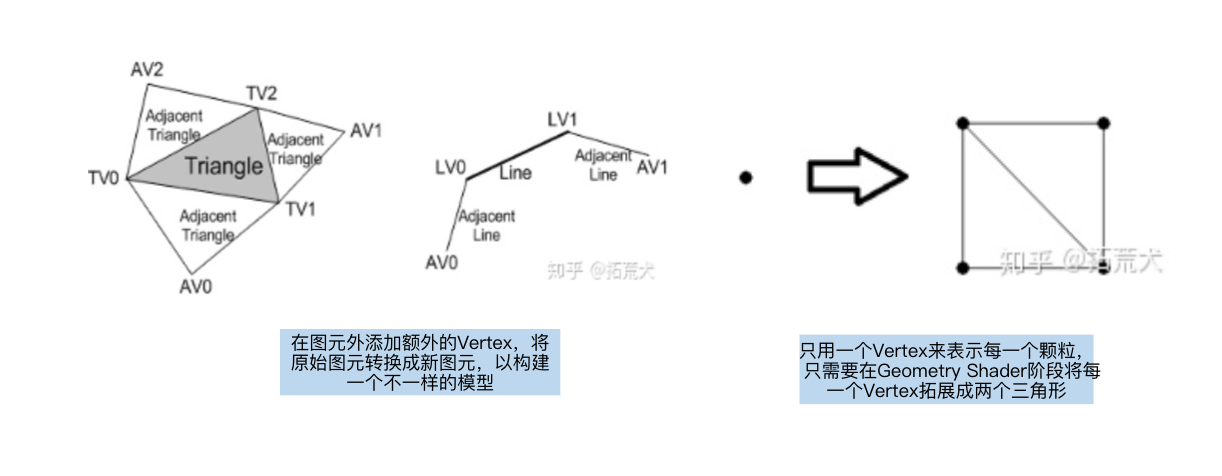 AV2
TV2
Adjacent
Triangle
AV1
Adjacent
Triangle
Triangle
TV0
TV1
Adjacent
Triangle
AV0
LV1
LV0
Line
Adjacent
Line
AV1
Adjacent
Line
AV0
知乎 @拓荒犬
知乎 @拓荒犬
在图元外添加额外的Vertex，将
原始图元转换成新图元，以构建
一个不一样的模型
只用一个Vertex来表示每一个颗粒，
只需要在Geometry Shader阶段将每
一个Vertex拓展成两个三角形